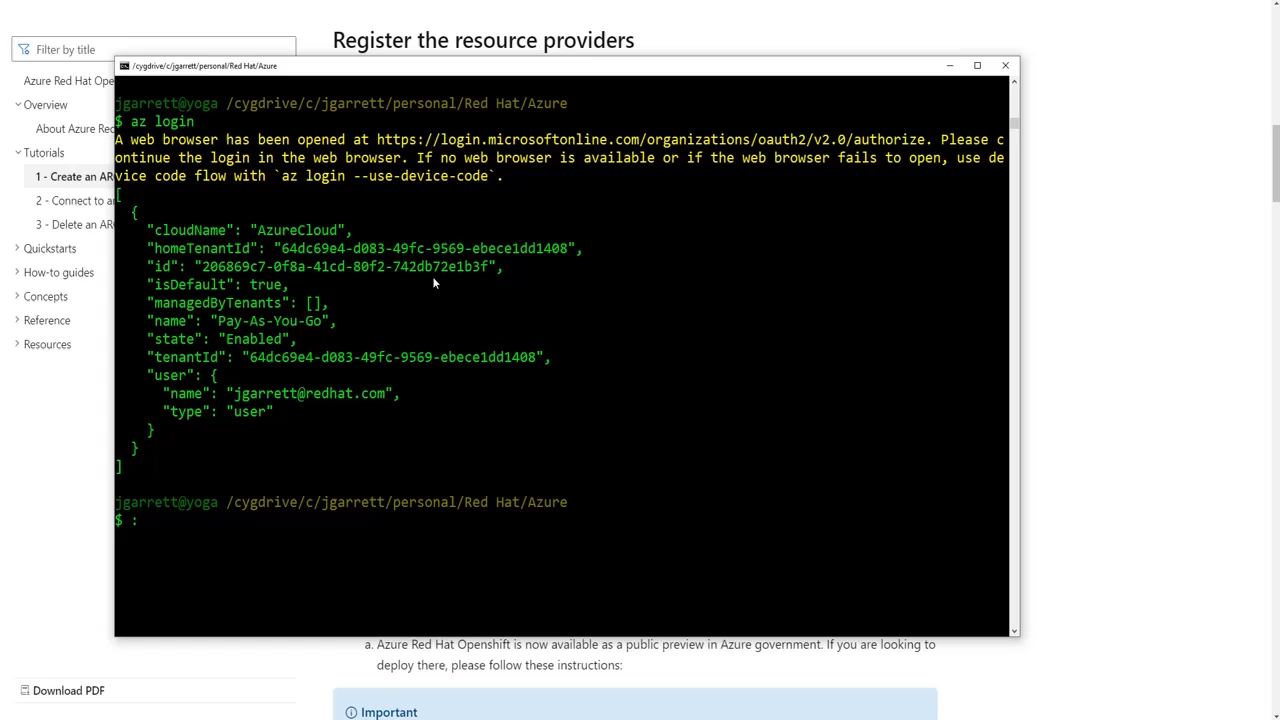 Register the resource providers
Filter by title
Azure Red Hat Ope
Overview
About Azure Red
Tutorials
1 - Create an AR
2 - Connect to a
3 - Delete an ARO
Quickstarts
How-to guides
Concepts
Reference
Resources
Download PDF
/cygdrive/c/jgarrett/personal/Red Hat/Azure
jgarrett@yoga /cygdrive/c/jgarrett/personal/Red Hat/Azure
$ az login
A web browser has been opened at https://login.microsoftonline.com/organizations/oauth2/v2.0/authorize. Please c
ontinue the login in the web browser. If no web browser is available or if the web browser fails to open, use de
vice code flow with `az login --use-device-code`.
[
{
"cloudName": "AzureCloud",
"homeTenantId": "64dc69e4-d083-49fc-9569-ebece1dd1408",
"id": "206869c7-0f8a-41cd-80f2-742db72e1b3f",
"isDefault": true,
"managedByTenants": [],
"name": "Pay-As-You-Go",
"state": "Enabled",
"tenantId": "64dc69e4-d083-49fc-9569-ebece1dd1408",
"user": {
"name": "jgarrett@redhat.com",
"type": "user"
}
}
]
jgarrett@yoga /cygdrive/c/jgarrett/personal/Red Hat/Azure
$ :
a. Azure Red Hat Openshift is now available as a public preview in Azure government. If you are looking to
deploy there, please follow these instructions:
Important